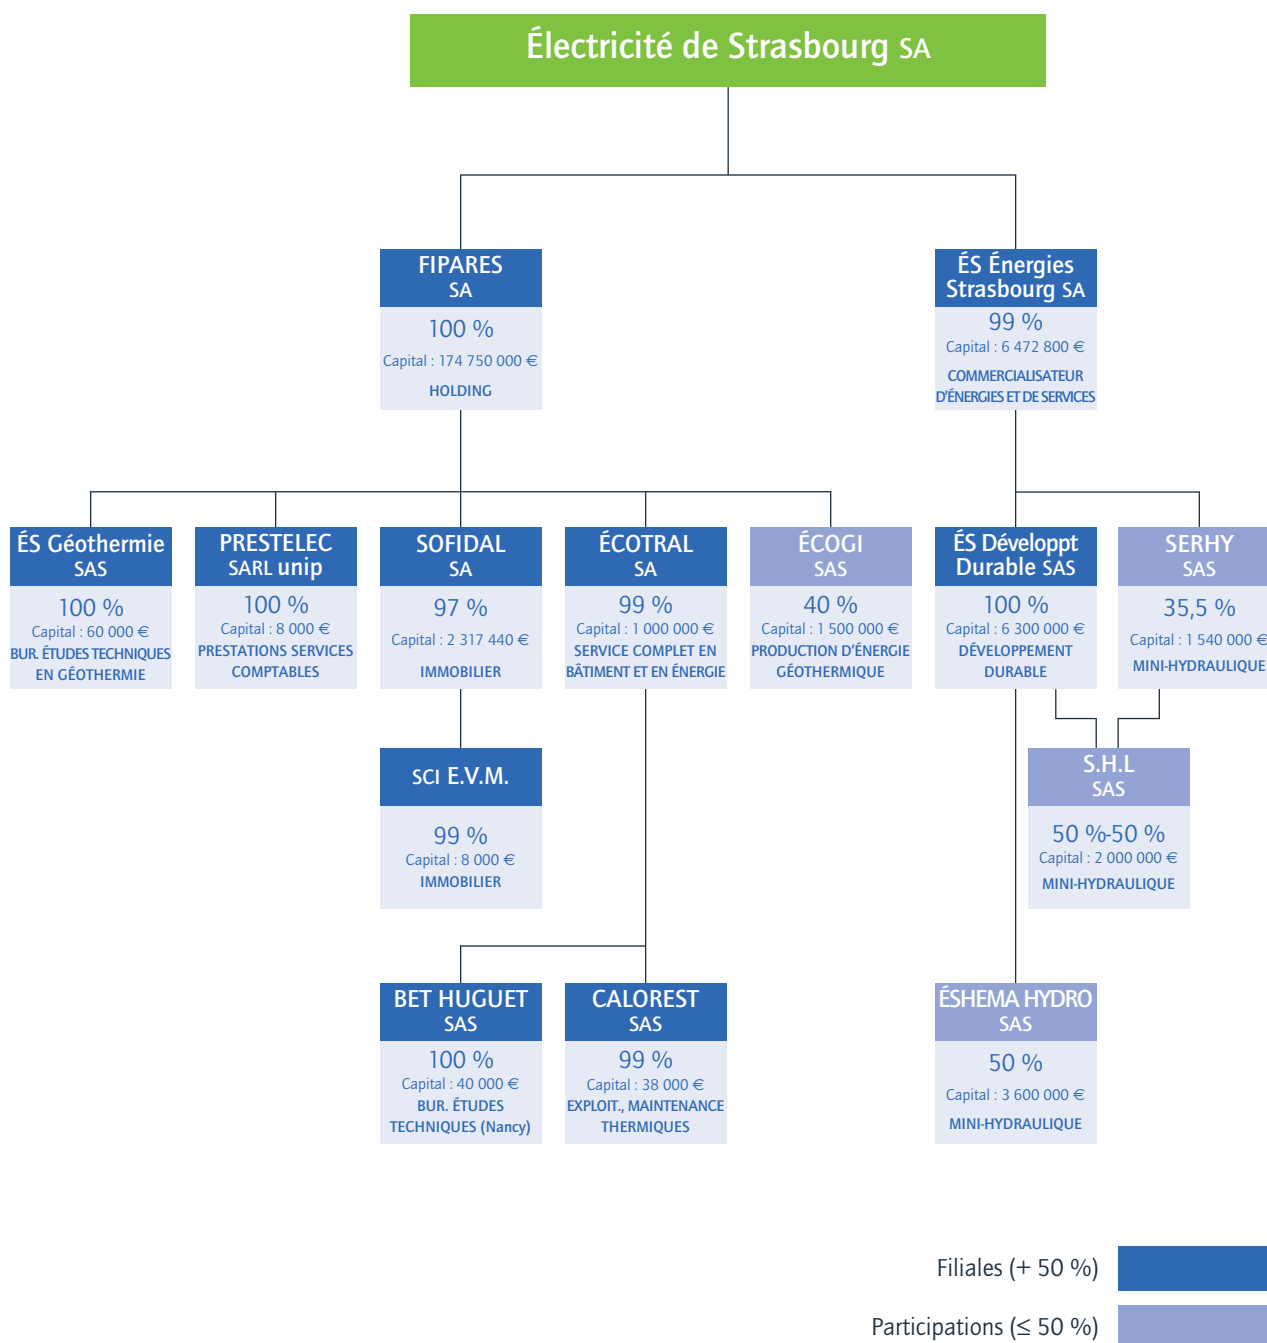 Électricité de Strasbourg SA
FIPARES
SA
100 %
Capital : 174 750 000 €
HOLDING
ÉS Énergies
Strasbourg SA
99 %
Capital : 6 472 800 €
COMMERCIALISATEUR
D'ÉNERGIES ET DE SERVICES
ÉS Géothermie
SAS
100 %
Capital : 60 000 €
BUR. ÉTUDES TECHNIQUES
EN GÉOTHERMIE
PRESTELEC
SARL unip
100 %
Capital : 8 000 €
PRESTATIONS SERVICES
COMPTABLES
SOFIDAL
SA
97 %
Capital : 2 317 440 €
IMMOBILIER
ÉCOTRAL
SA
99 %
Capital : 1 000 000 €
SERVICE COMPLET EN
BÂTIMENT ET EN ÉNERGIE
ÉCOGI
SAS
40 %
Capital : 1 500 000 €
PRODUCTION D'ÉNERGIE
GÉOTHERMIQUE
ÉS Développt
Durable SAS
100 %
Capital : 6 300 000 €
DÉVELOPPEMENT
DURABLE
SERHY
SAS
35,5 %
Capital : 1 540 000 €
MINI-HYDRAULIQUE
SCI E.V.M.
99 %
Capital : 8 000 €
IMMOBILIER
S.H.L
SAS
50 %-50 %
Capital : 2 000 000 €
MINI-HYDRAULIQUE
BET HUGUET
SAS
100 %
Capital : 40 000 €
BUR. ÉTUDES
TECHNIQUES (Nancy)
CALOREST
SAS
99 %
Capital : 38 000 €
EXPLOIT., MAINTENANCE
THERMIQUES
ÉSHEMA HYDRO
SAS
50 %
Capital : 3 600 000 €
MINI-HYDRAULIQUE
Filiales (+ 50 %)
Participations (≤ 50 %)